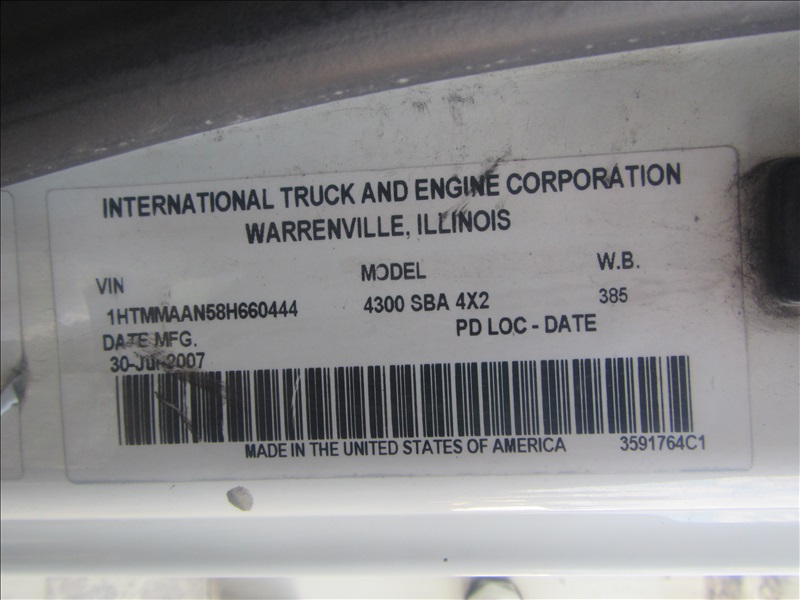 INTERNATIONAL TRUCK AND ENGINE CORPORATION
WARRENVILLE, ILLINOIS
VIN MODEL W.B.
1HTMMAAN58H660444 4300 SBA 4X2 385
DATE MFG. PD LOC - DATE
30-Jul-2007
MADE IN THE UNITED STATES OF AMERICA 3591764C1